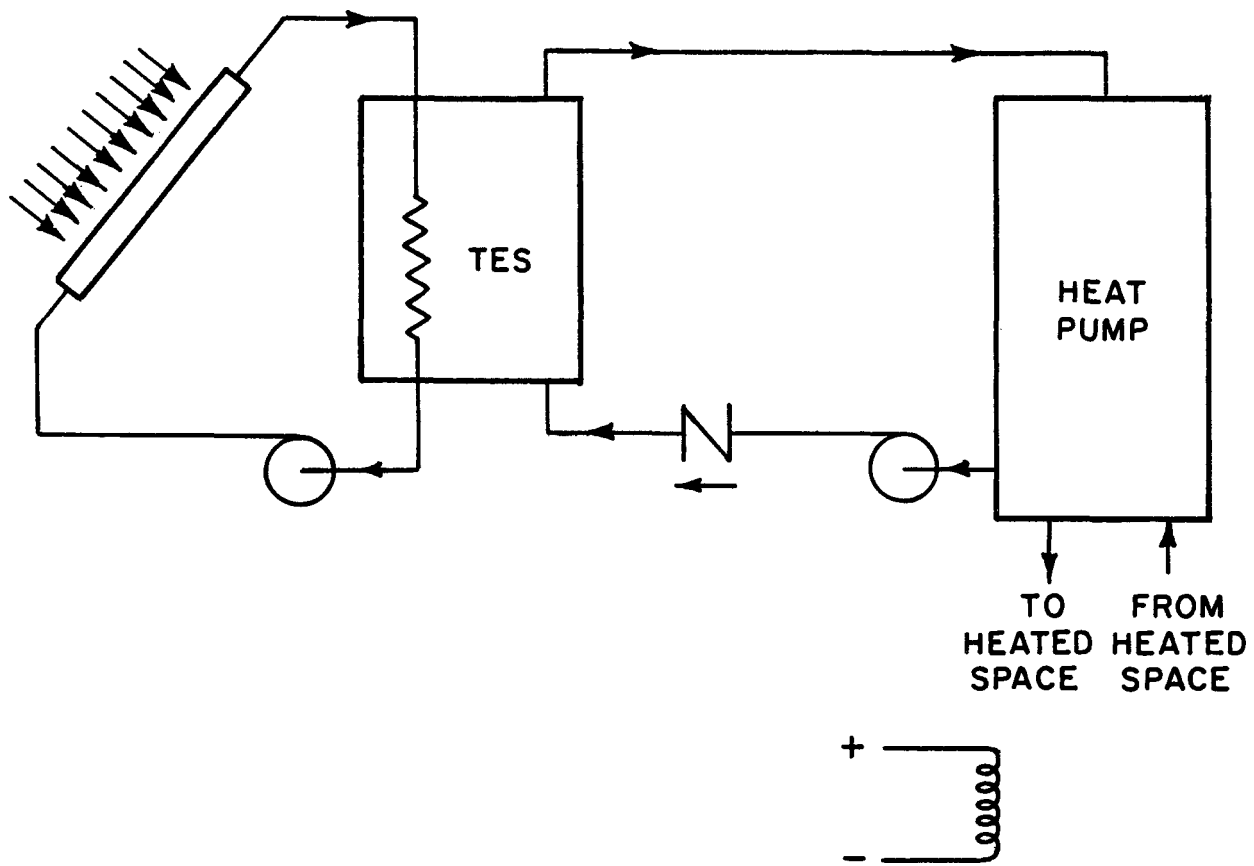 TES
HEAT
PUMP
TO
HEATED
SPACE
FROM
HEATED
SPACE
+
-